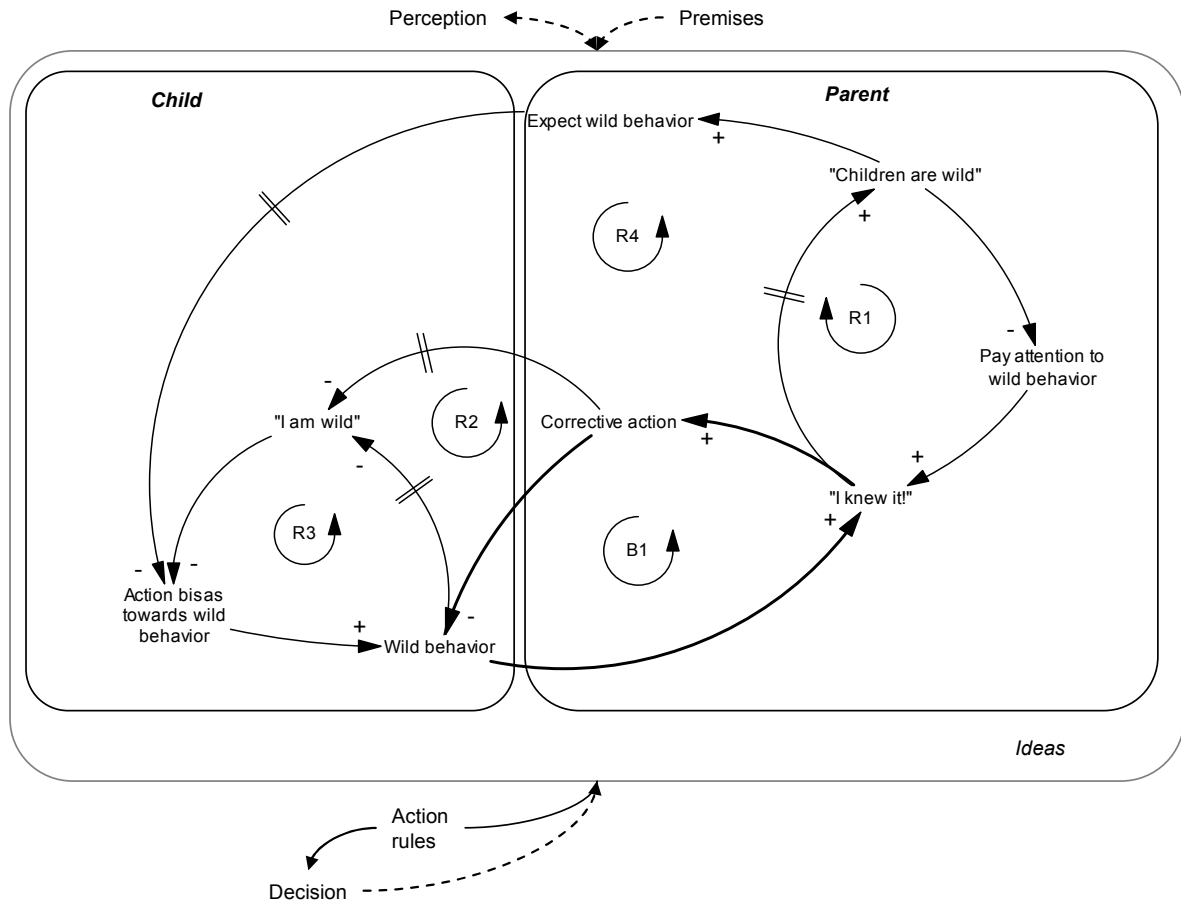 Perception
Premises
Child
Parent
Expect wild behavior
+
"Children are wild"
+
R4
R1
-
Pay attention to
wild behavior
-
"I am wild"
R2
Corrective action
+
-
+
"I knew it!"
+
R3
B1
-
-
Action bisas
towards wild
behavior
+
-
Wild behavior
Ideas
Action
rules
Decision